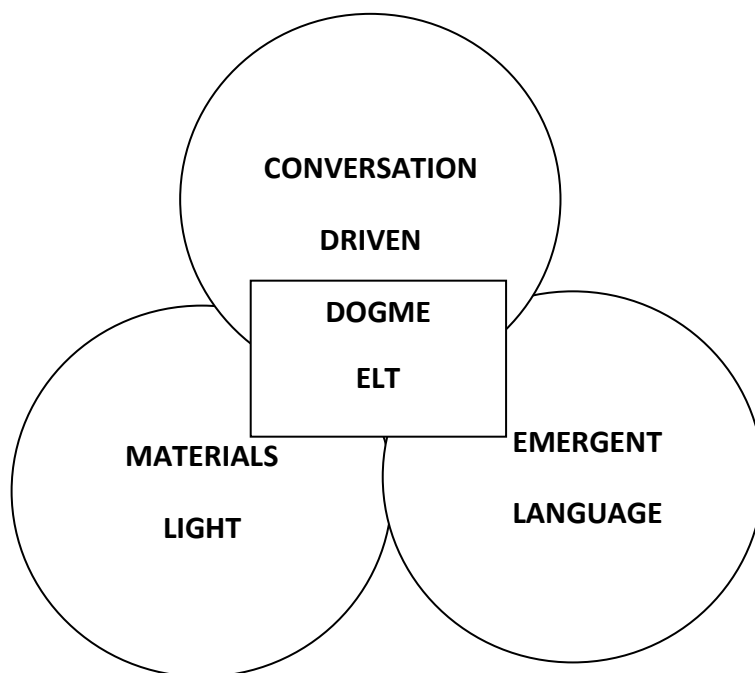 CONVERSATION
DRIVEN
DOGME
ELT
MATERIALS
LIGHT
EMERGENT
LANGUAGE